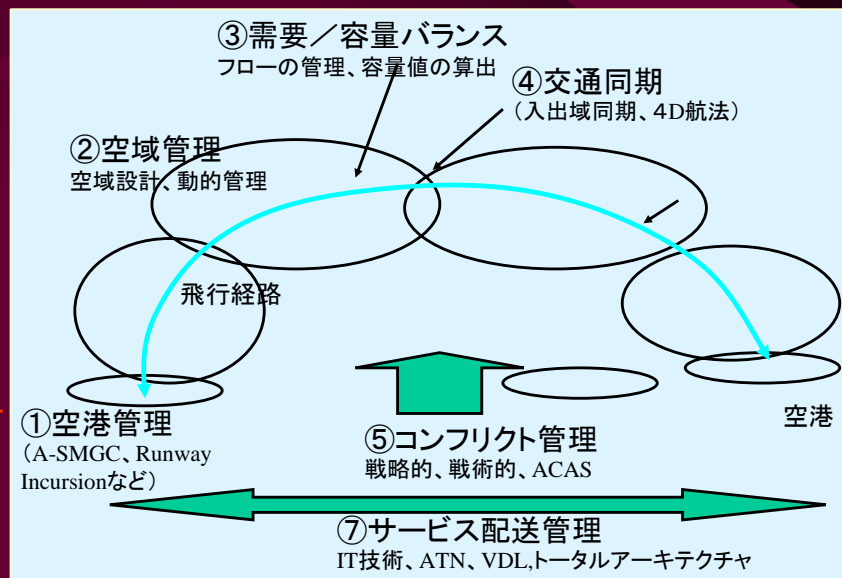 ③需要／容量バランス
フローの管理、容量値の算出
④交通同期
（入出域同期、４D航法）
②空域管理
空域設計、動的管理
飛行経路
①空港管理
（A-SMGC、Runway
Incursionなど）
空港
⑤コンフリクト管理
戦略的、戦術的、ACAS
⑦サービス配送管理
IT技術、ATN、VDL,トータルアーキテクチャ